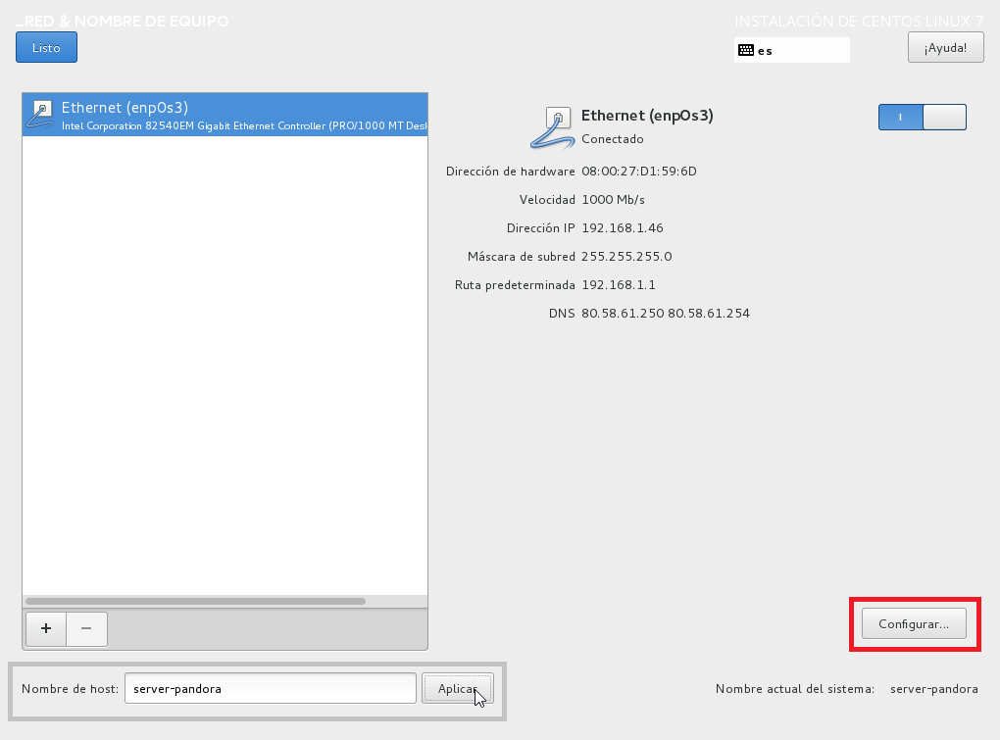 _RED & NOMBRE DE EQUIPO
INSTALACIÓN DE CENTOS LINUX 7
Listo
es
¡Ayuda!
Ethernet (enp0s3)
Intel Corporation 82540EM Gigabit Ethernet Controller (PRO/1000 MT Desk
Ethernet (enp0s3)
Conectado
Dirección de hardware 08:00:27:D1:59:6D
Velocidad 1000 Mb/s
Dirección IP 192.168.1.46
Máscara de subred 255.255.255.0
Ruta predeterminada 192.168.1.1
DNS 80.58.61.250 80.58.61.254
+ −
Configurar...
Nombre de host: server-pandora Aplicar
Nombre actual del sistema: server-pandora